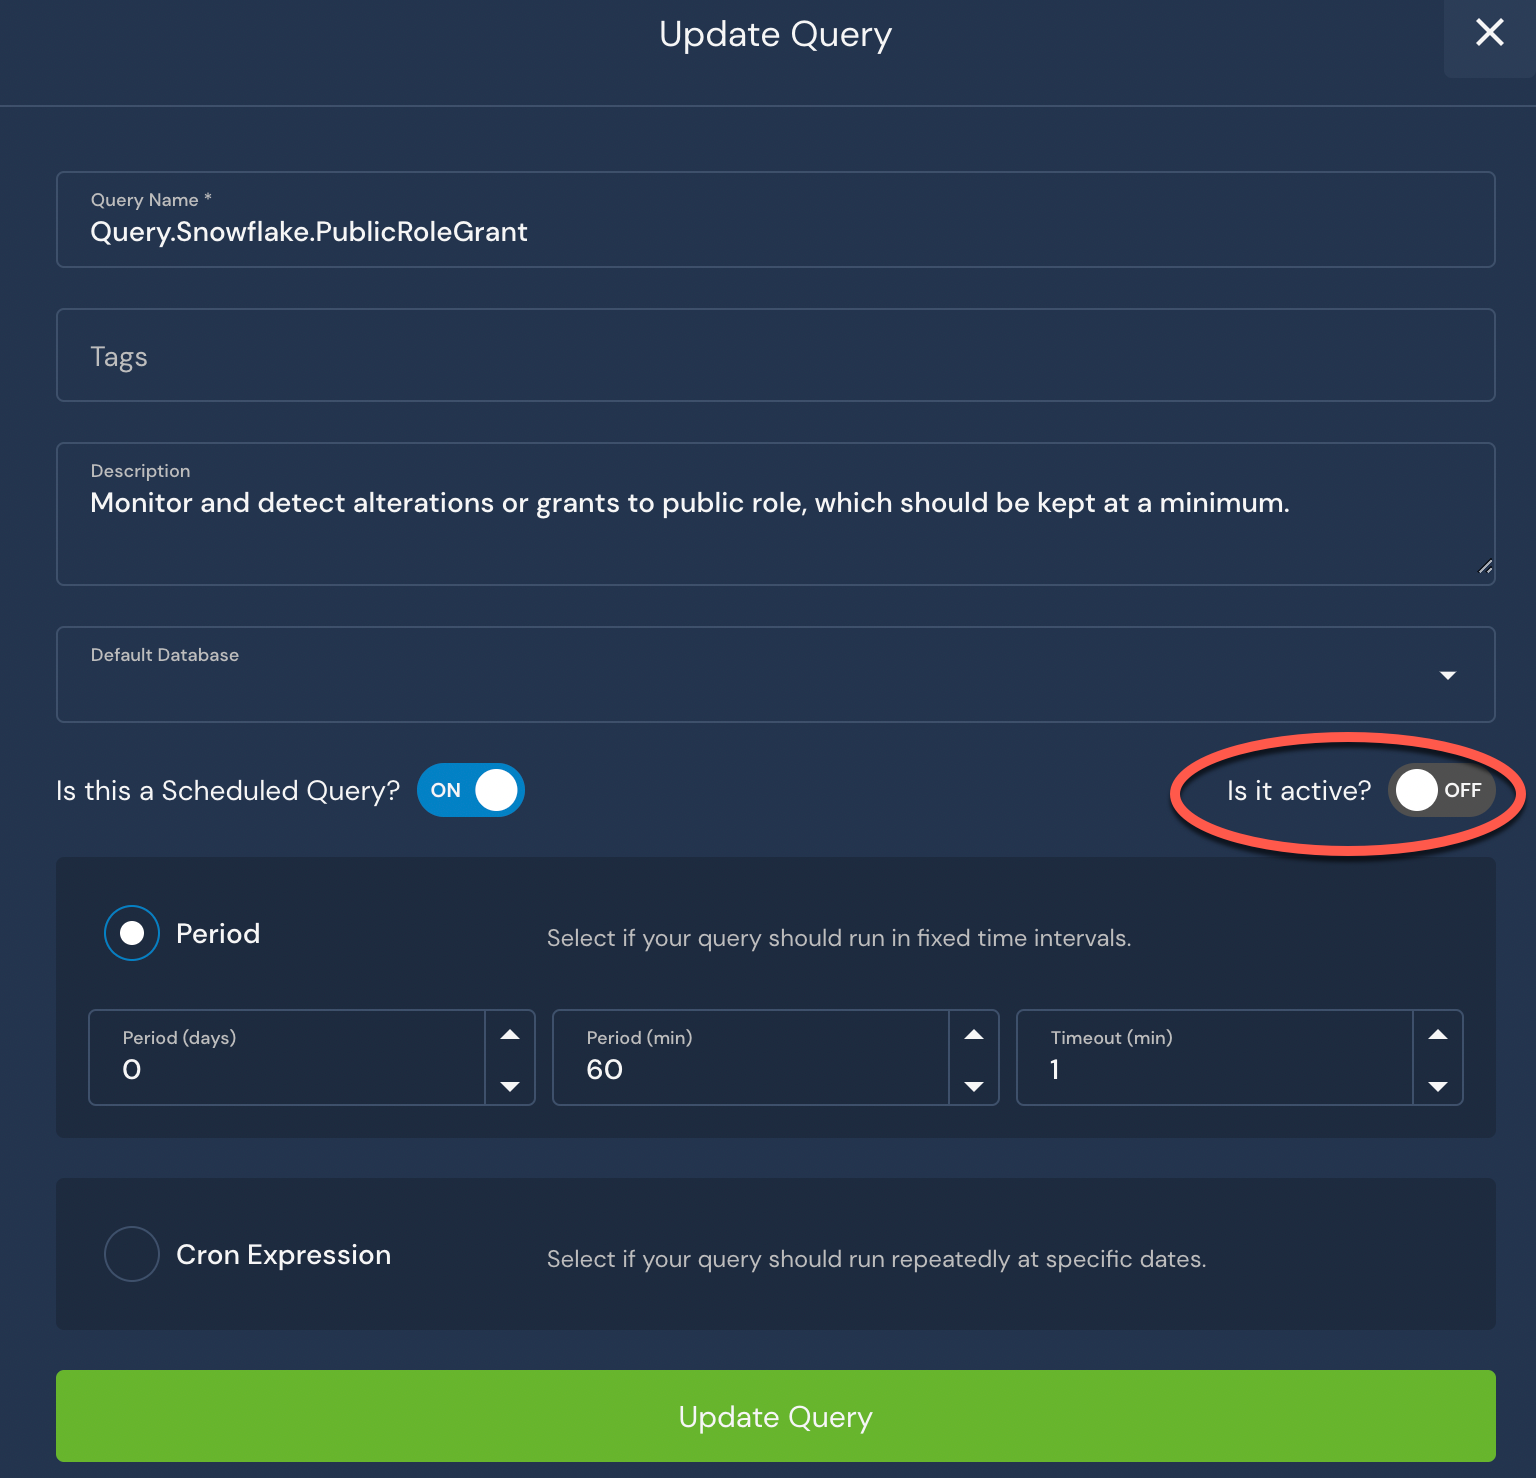 Update Query
Query Name *
Query.Snowflake.PublicRoleGrant
Tags
Description
Monitor and detect alterations or grants to public role, which should be kept at a minimum.
Default Database
Is this a Scheduled Query? ON Is it active? OFF
Period Select if your query should run in fixed time intervals.
Period (days) Period (min) Timeout (min)
0 60 1
Cron Expression Select if your query should run repeatedly at specific dates.
Update Query